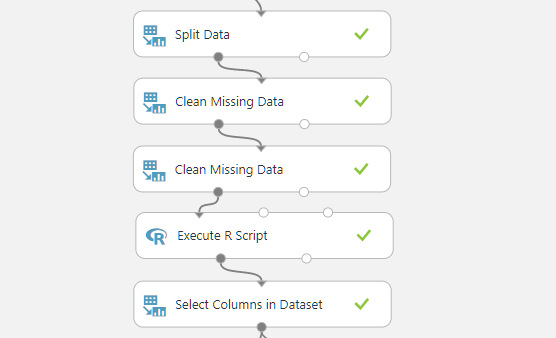 Split Data
Clean Missing Data
Clean Missing Data
R
Execute R Script
Select Columns in Dataset